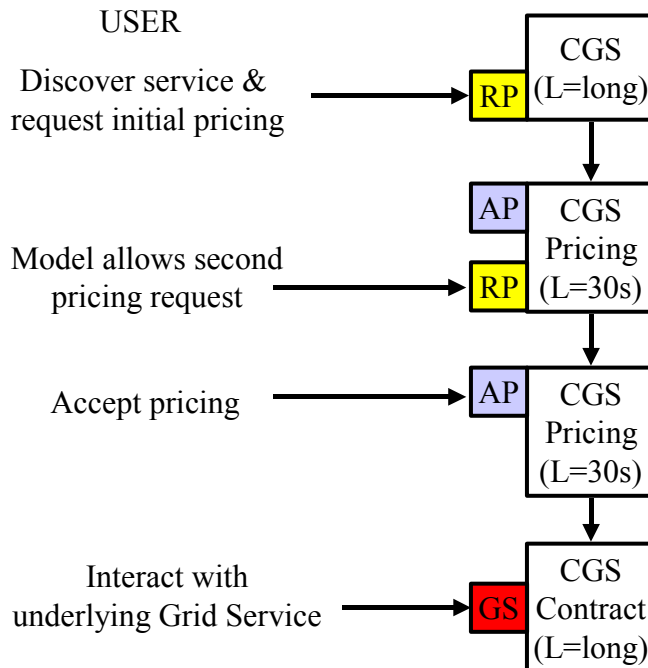 USER
CGS
(L=long)
Discover service &
request initial pricing
RP
AP
CGS
Pricing
(L=30s)
Model allows second
pricing request
RP
Accept pricing
AP
CGS
Pricing
(L=30s)
Interact with
underlying Grid Service
GS
CGS
Contract
(L=long)